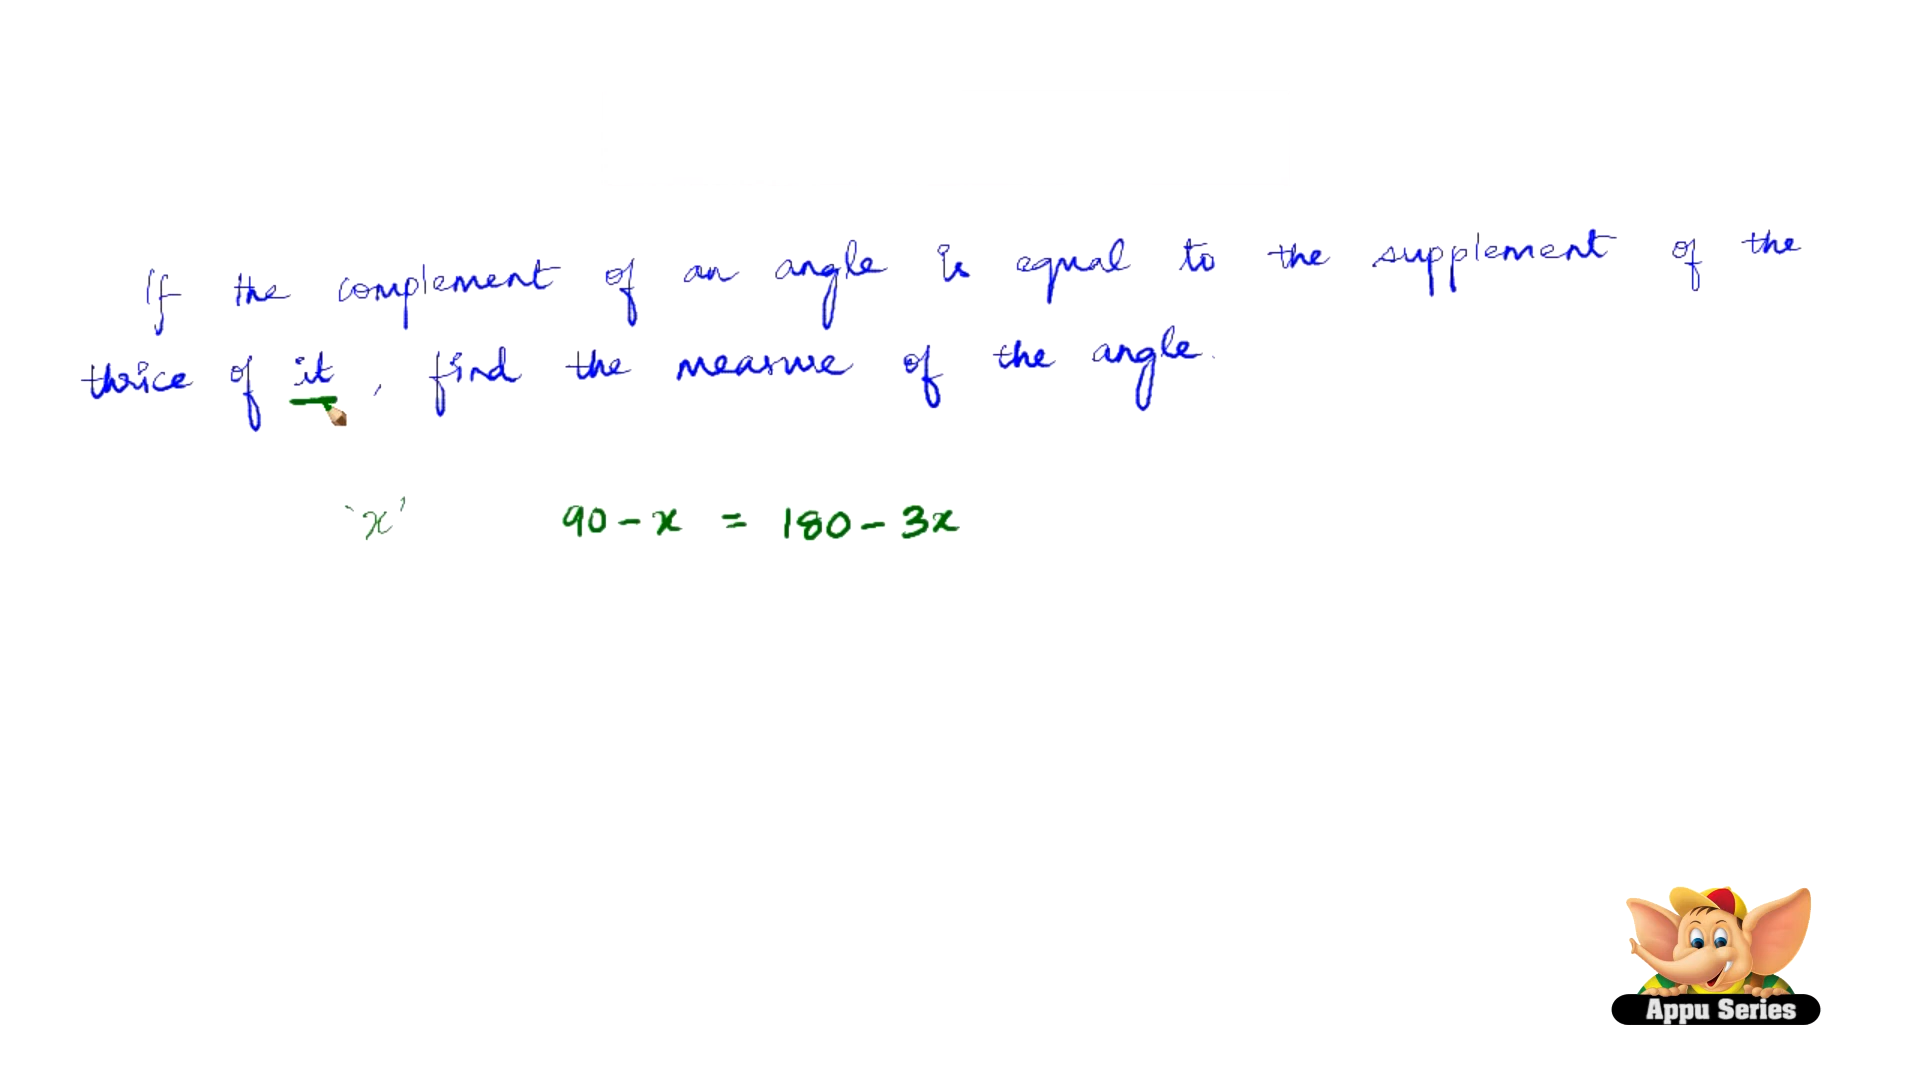 If the complement of an angle is equal to the supplement of the
thrice of it, find the measure of the angle.
'x' 90 - x = 180 - 3x
Appu Series